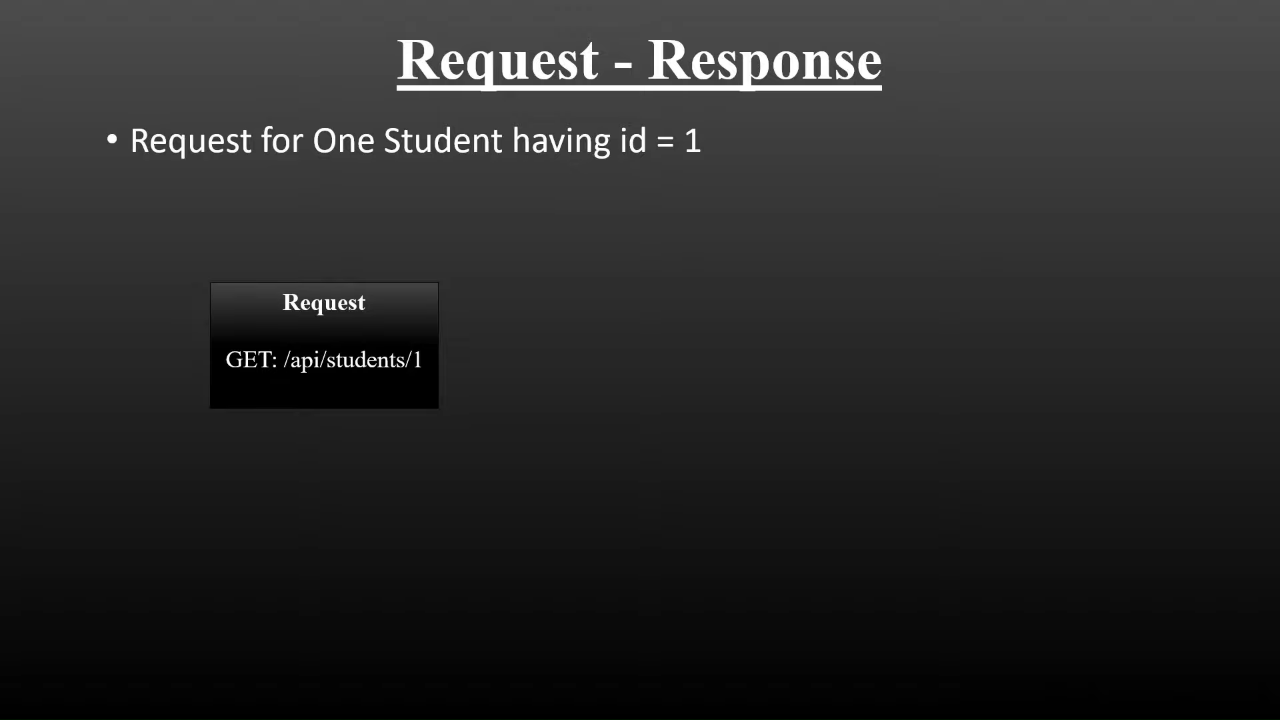 Request - Response
• Request for One Student having id = 1
Request
GET: /api/students/1